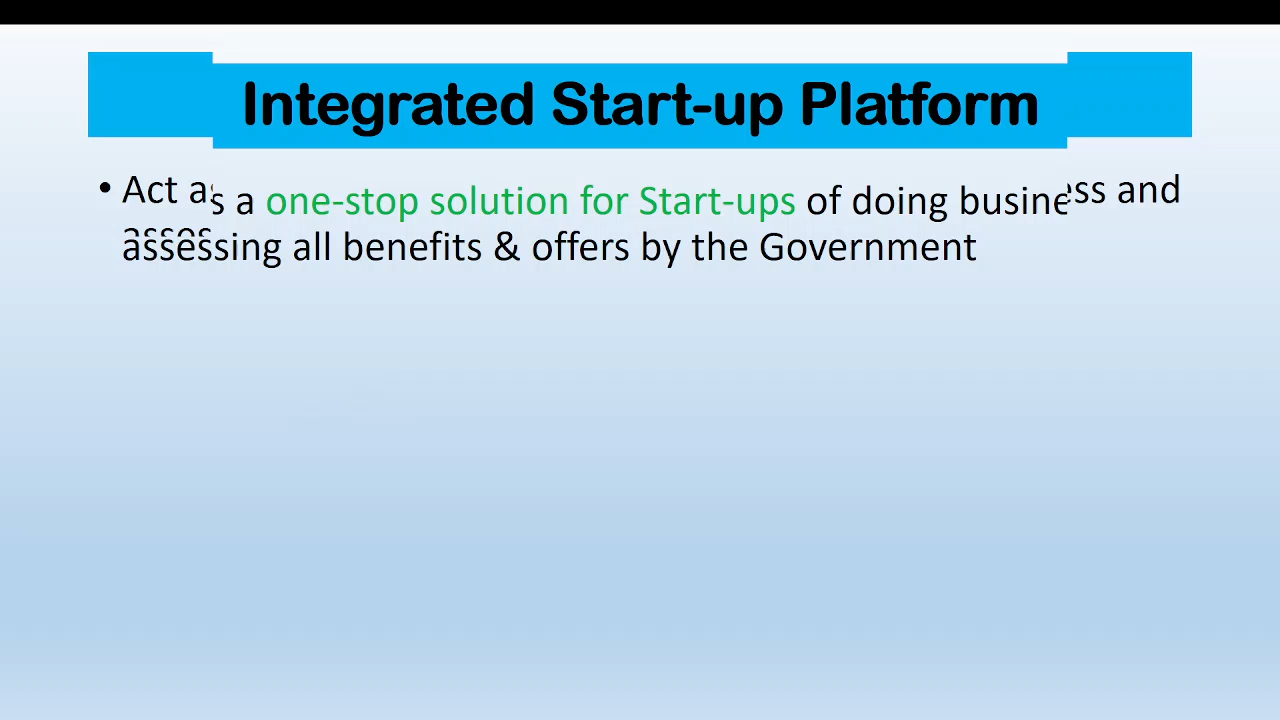 Integrated Start-up Platform
• Act as a one-stop solution for Start-ups of doing business and
assessing all benefits & offers by the Government